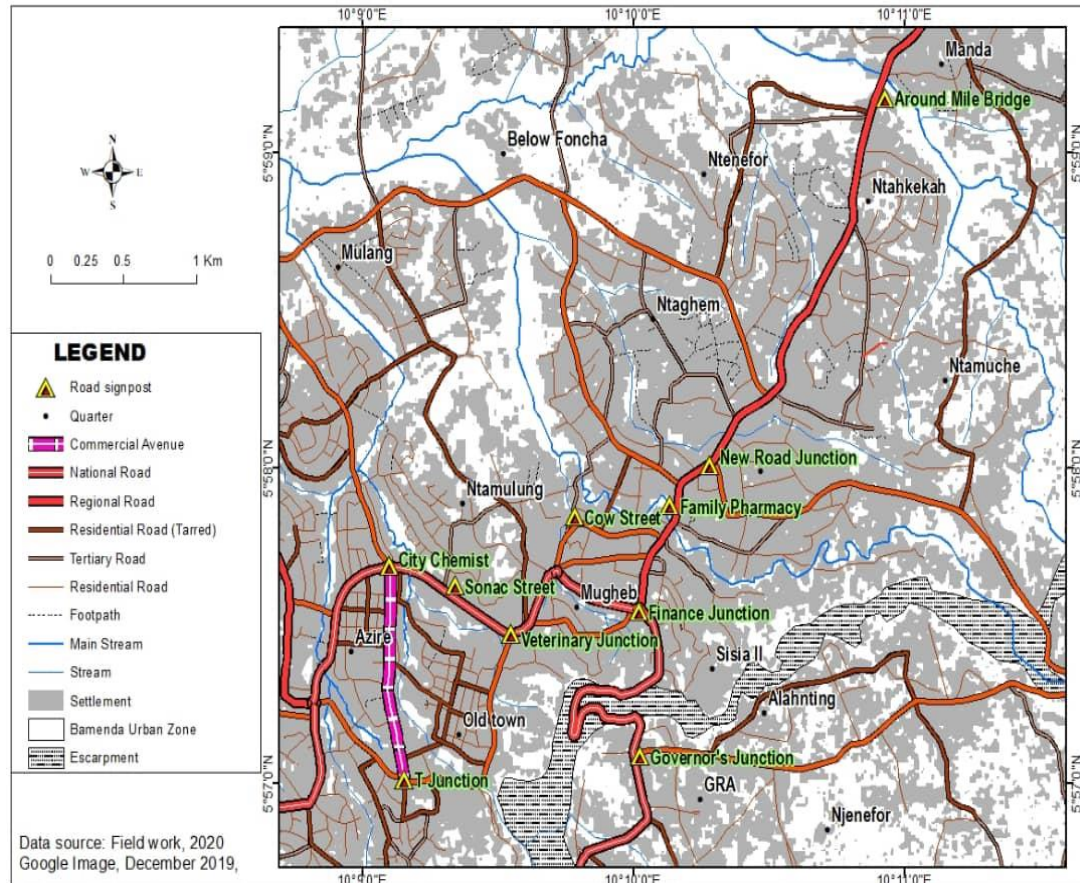 10°9'0"E
10°10'0"E
10°11'0"E
N
W
E
S
0 0.25 0.5 1 Km
LEGEND
Road signpost
Quarter
Commercial Avenue
National Road
Regional Road
Residential Road (Tarred)
Tertiary Road
Residential Road
Footpath
Main Stream
Stream
Settlement
Bamenda Urban Zone
Escarpment
Data source: Field work, 2020
Google Image, December 2019,
5°59'0"N
5°58'0"N
5°57'0"N
Manda
Around Mile Bridge
Below Foncha
Ntenefor
Ntahkekah
Mulang
Ntaghem
Ntamuche
New Road Junction
Ntamulung
Family Pharmacy
Cow Street
City Chemist
Sonac Street
Mugheb
Finance Junction
Veterinary Junction
Azire
Sisia II
Alahnting
Old town
Governor's Junction
T Junction
GRA
Njenefor
5°59'0"N
5°58'0"N
5°57'0"N
10°9'0"E
10°10'0"E
10°11'0"E